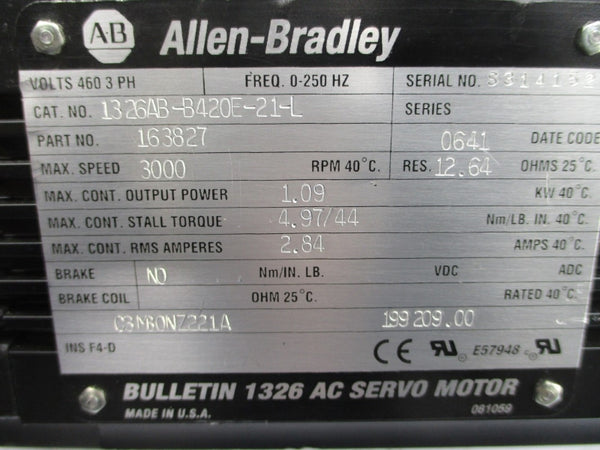 A-B Allen-Bradley
VOLTS 460 3 PH FREQ. 0-250 HZ SERIAL NO.
CAT. NO. 1326AB-B420E-21-L SERIES
PART NO. 163827 0641 DATE CODE
MAX. SPEED 3000 RPM 40°C. RES. 12.64 OHMS 25°C.
MAX. CONT. OUTPUT POWER 1.09 KW 40°C.
MAX. CONT. STALL TORQUE 4.97/44 Nm/LB. IN. 40°C.
MAX. CONT. RMS AMPERES 2.84 AMPS 40°C.
BRAKE NO Nm/IN. LB. VDC ADC
BRAKE COIL OHM 25°C. RATED 40°C.
199 209.00
INS F4-D CE E57948
BULLETIN 1326 AC SERVO MOTOR
MADE IN U.S.A. 081059